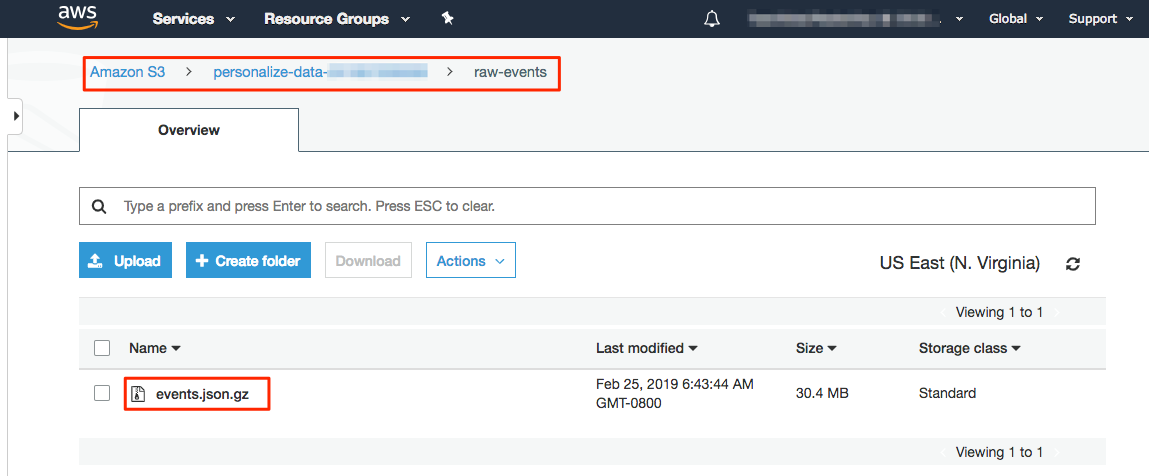 aws Services Resource Groups Global Support
Amazon S3 > personalize-data- > raw-events
Overview
Type a prefix and press Enter to search. Press ESC to clear.
Upload Create folder Download Actions US East (N. Virginia)
Viewing 1 to 1
Name Last modified Size Storage class
events.json.gz Feb 25, 2019 6:43:44 AM GMT-0800 30.4 MB Standard
Viewing 1 to 1